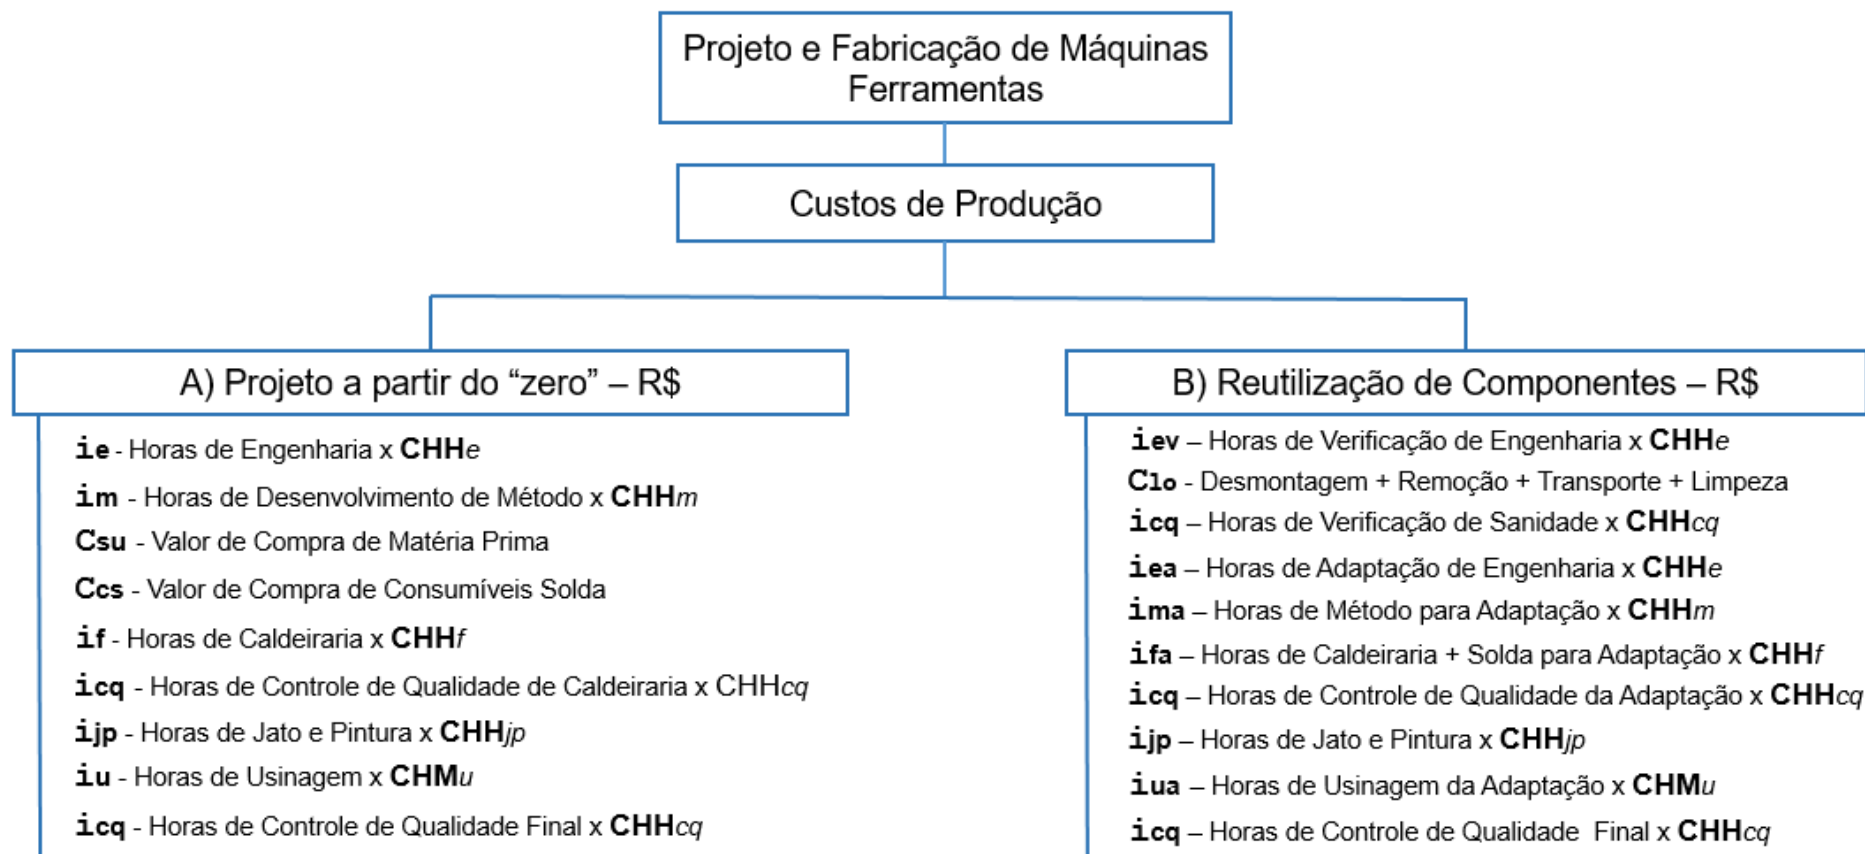 Projeto e Fabricação de Máquinas
Ferramentas
Custos de Produção
A) Projeto a partir do “zero” – R$
ie - Horas de Engenharia x CHHe
im - Horas de Desenvolvimento de Método x CHHm
Csu - Valor de Compra de Matéria Prima
Ccs - Valor de Compra de Consumíveis Solda
if - Horas de Caldeiraria x CHHf
icq - Horas de Controle de Qualidade de Caldeiraria x CHHcq
ijp - Horas de Jato e Pintura x CHHjp
iu - Horas de Usinagem x CHMu
icq - Horas de Controle de Qualidade Final x CHHcq
B) Reutilização de Componentes – R$
iev – Horas de Verificação de Engenharia x CHHe
Clo - Desmontagem + Remoção + Transporte + Limpeza
icq – Horas de Verificação de Sanidade x CHHcq
iea – Horas de Adaptação de Engenharia x CHHe
ima – Horas de Método para Adaptação x CHHm
ifa – Horas de Caldeiraria + Solda para Adaptação x CHHf
icq – Horas de Controle de Qualidade da Adaptação x CHHcq
ijp – Horas de Jato e Pintura x CHHjp
iua – Horas de Usinagem da Adaptação x CHMu
icq – Horas de Controle de Qualidade Final x CHHcq